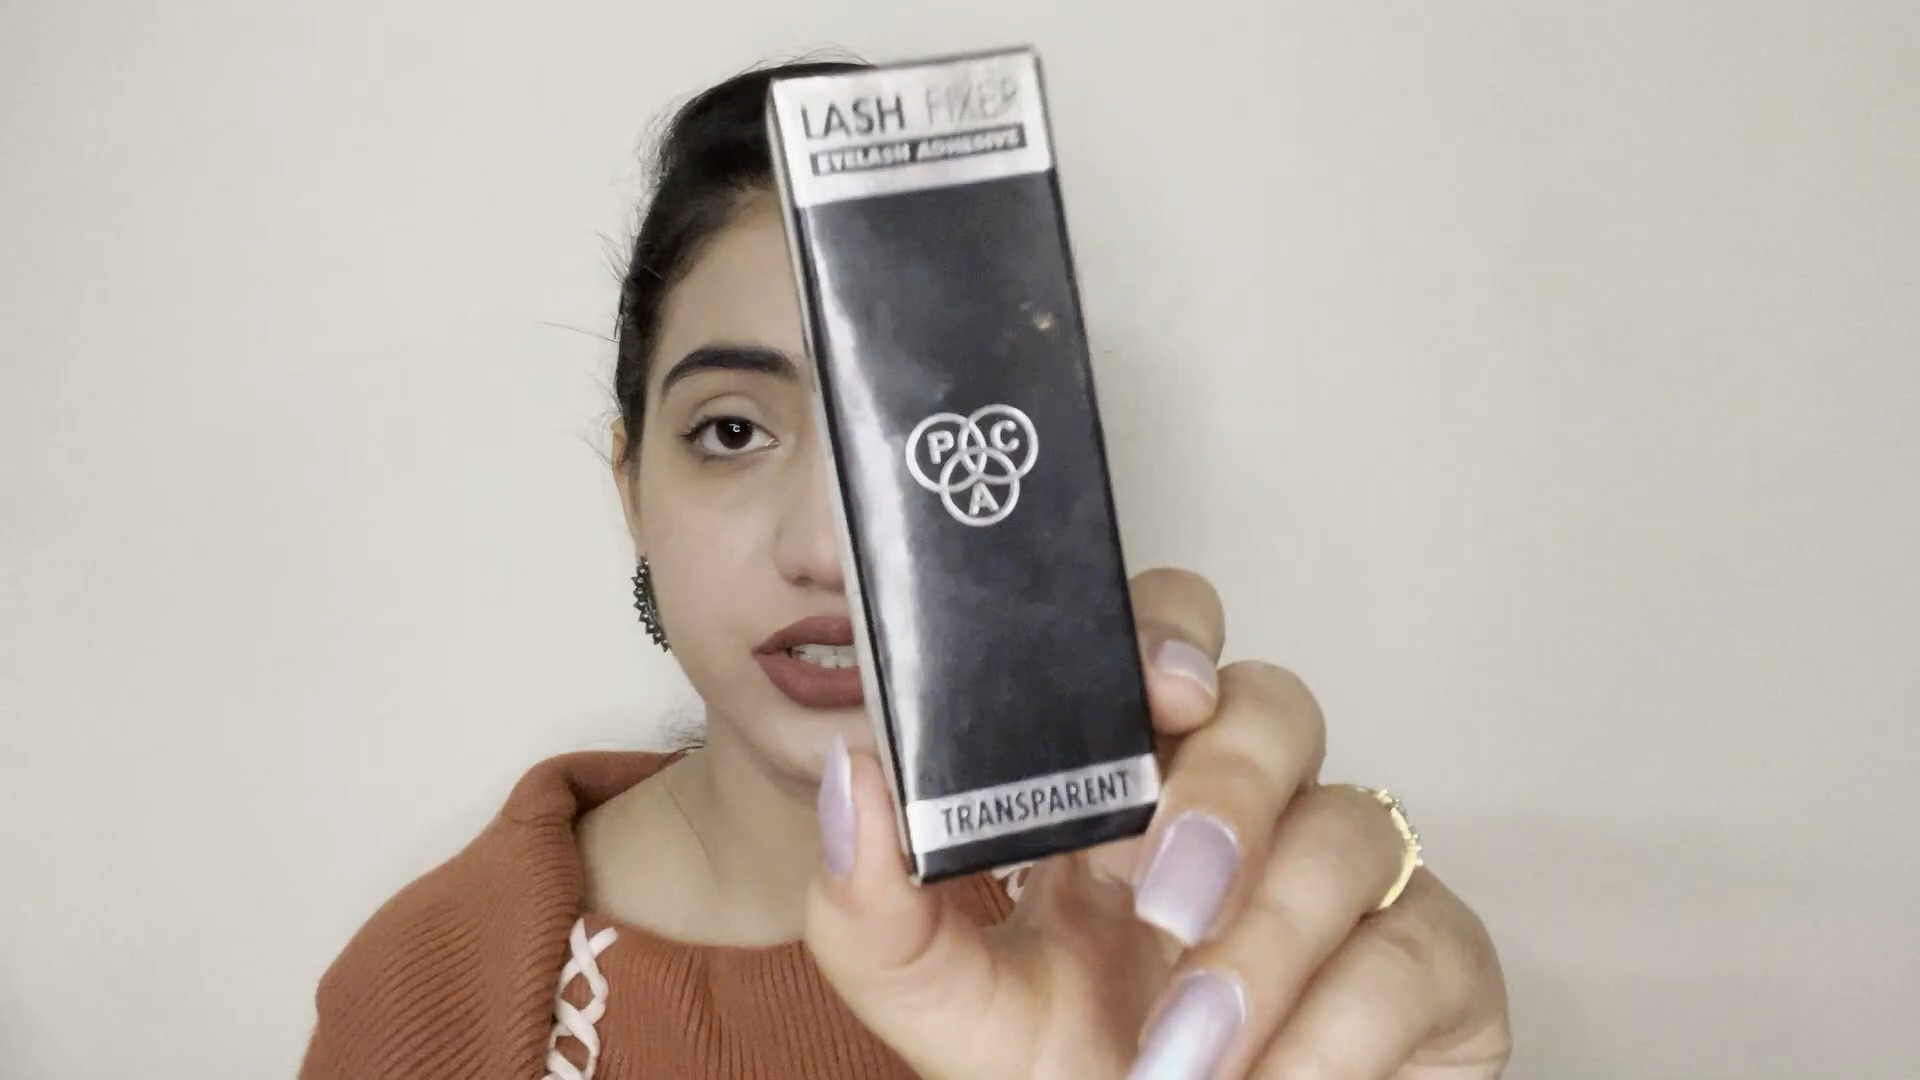 LASH FIXER
EYELASH ADHESIVE
P C
A
TRANSPARENT